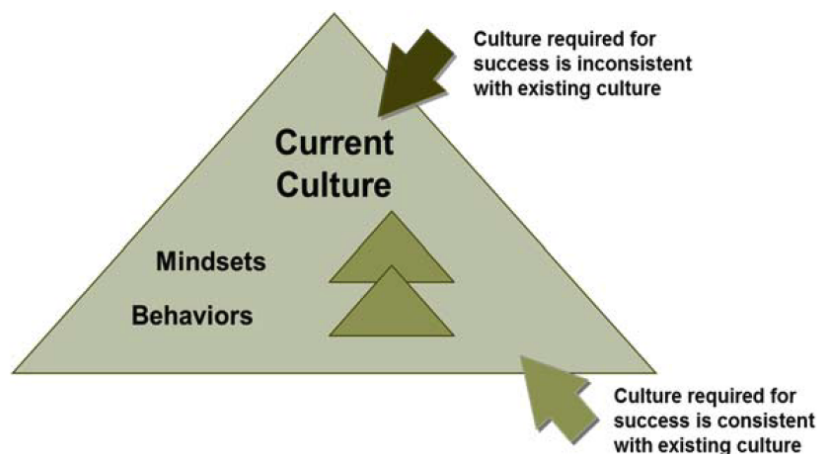 Culture required for
success is inconsistent
with existing culture
Current
Culture
Mindsets
Behaviors
Culture required for
success is consistent
with existing culture